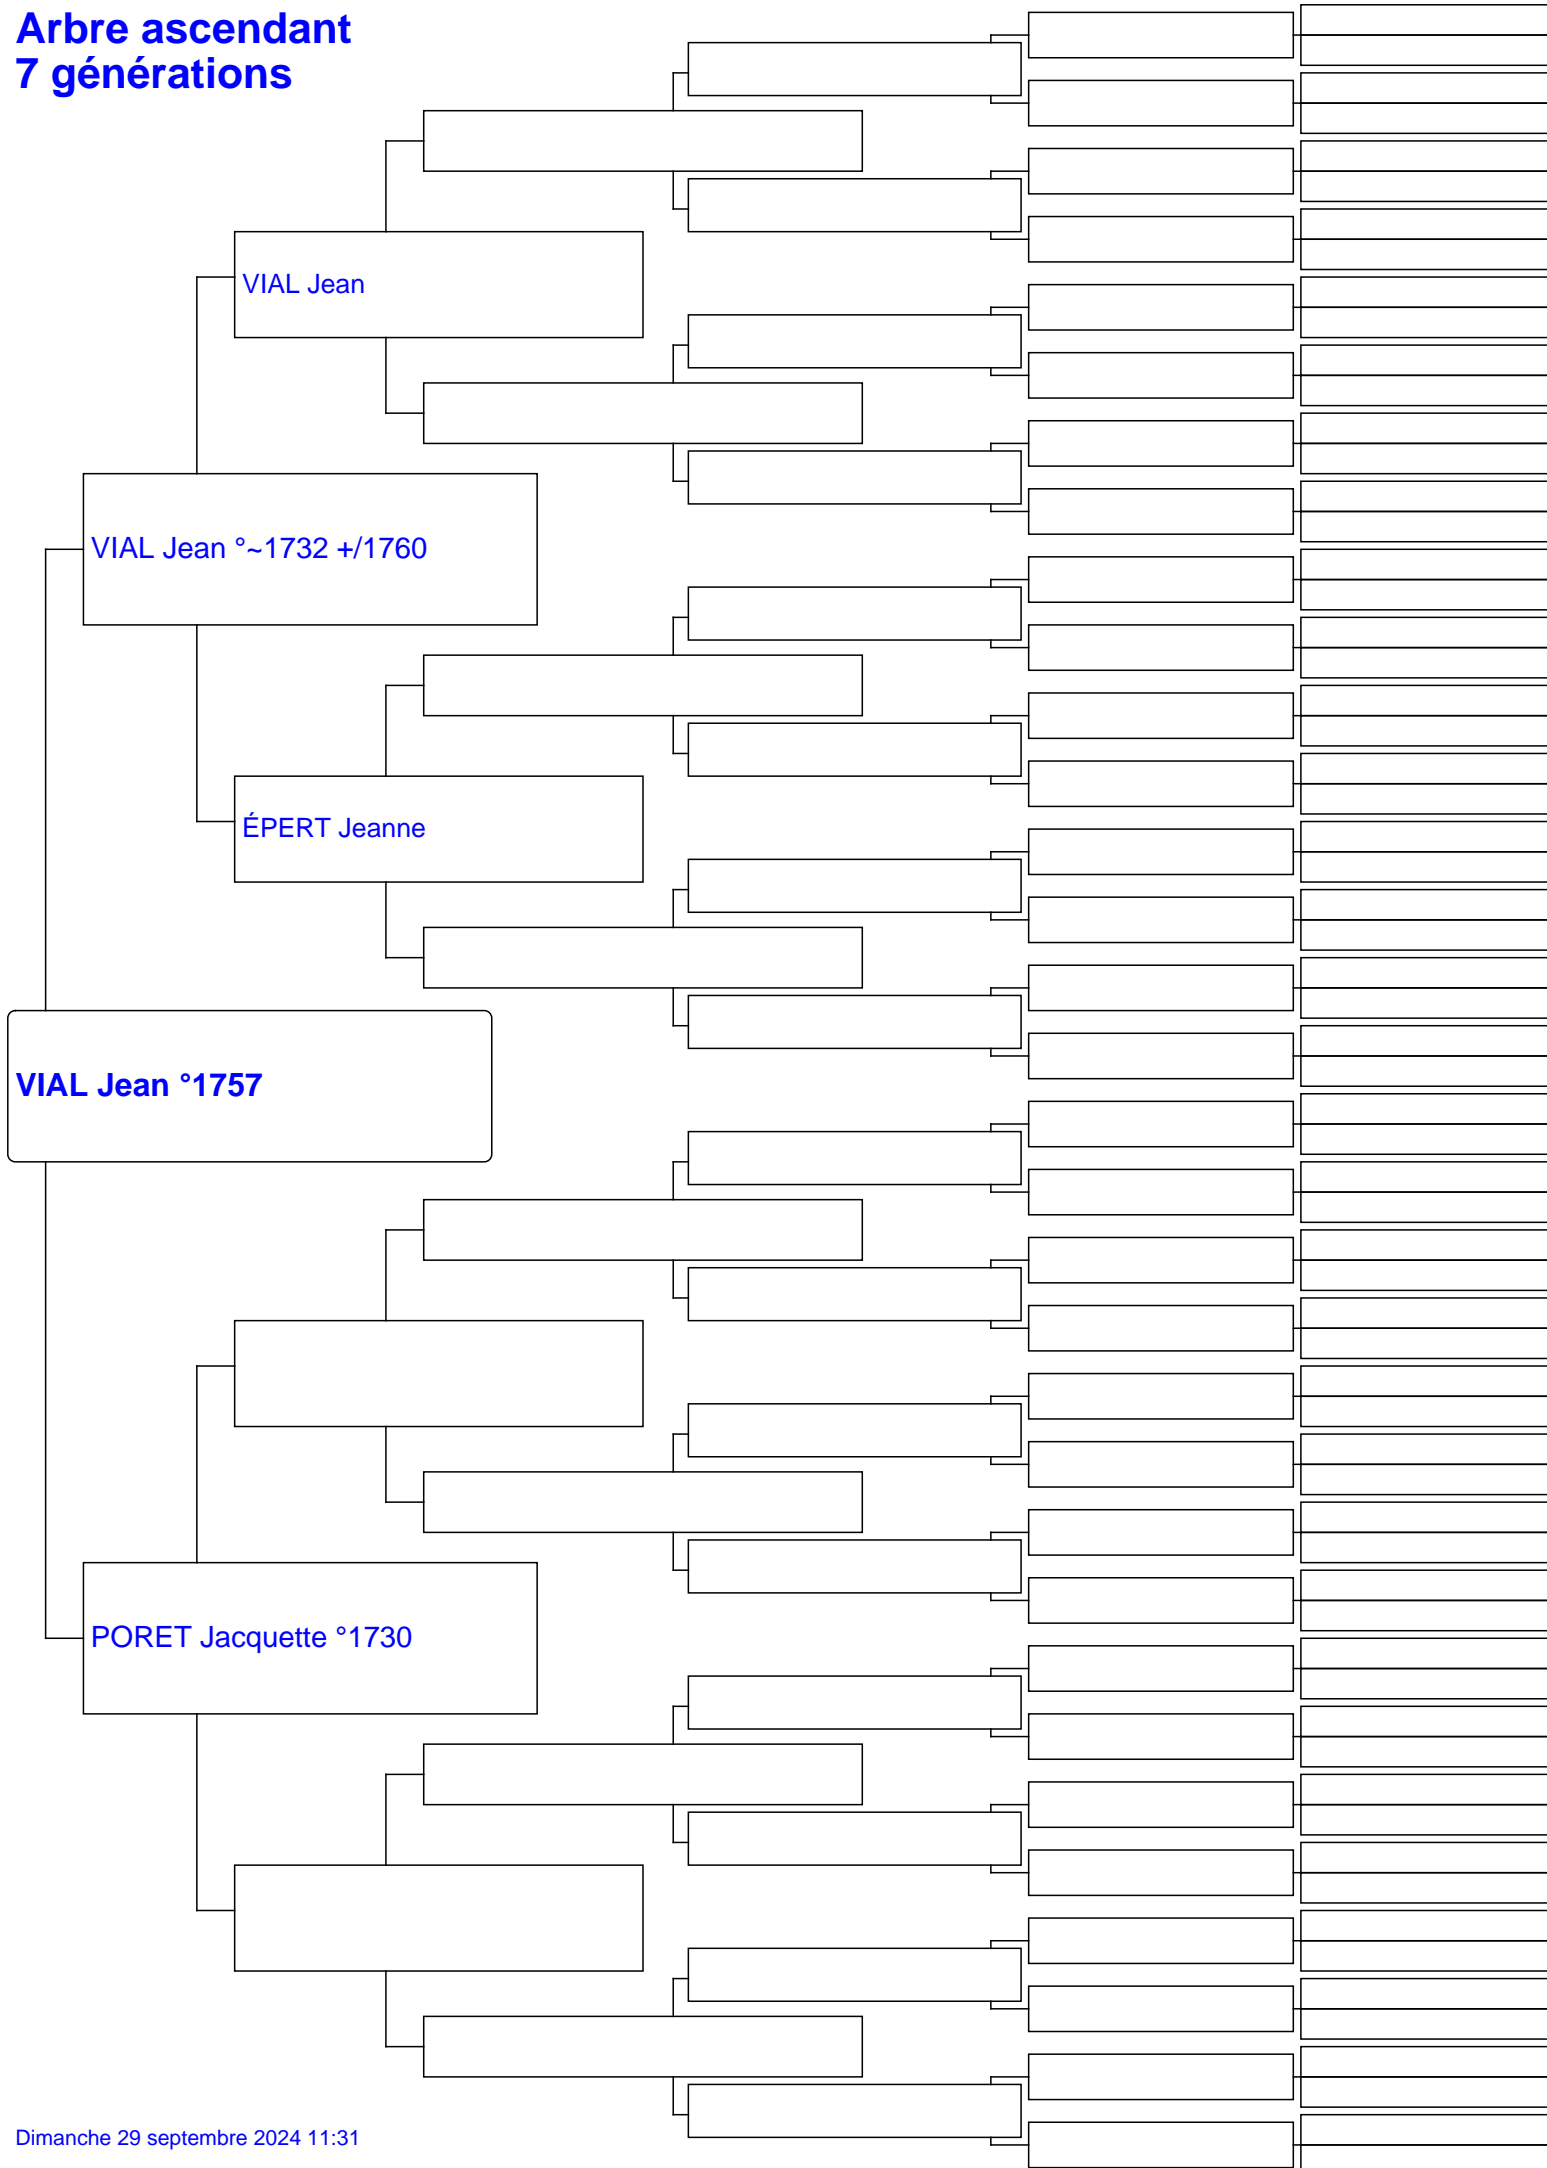 Arbre ascendant
7 générations
VIAL Jean
VIAL Jean °~1732 +/1760
ÉPERT Jeanne
VIAL Jean °1757
PORET Jacquette °1730
Dimanche 29 septembre 2024 11:31